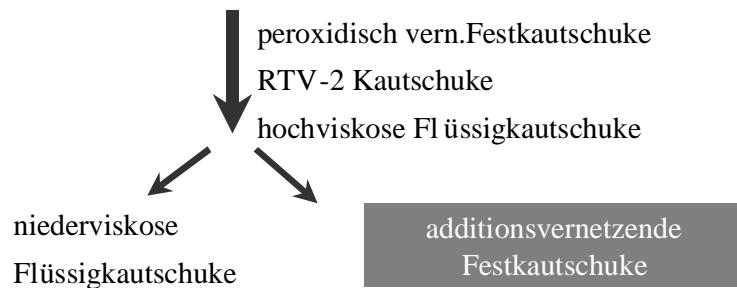 peroxidisch vern.Festkautschuke
RTV-2 Kautschuke
hochviskose Flüssigkautschuke
niederviskose
Flüssigkautschuke
additionsvernetzende
Festkautschuke